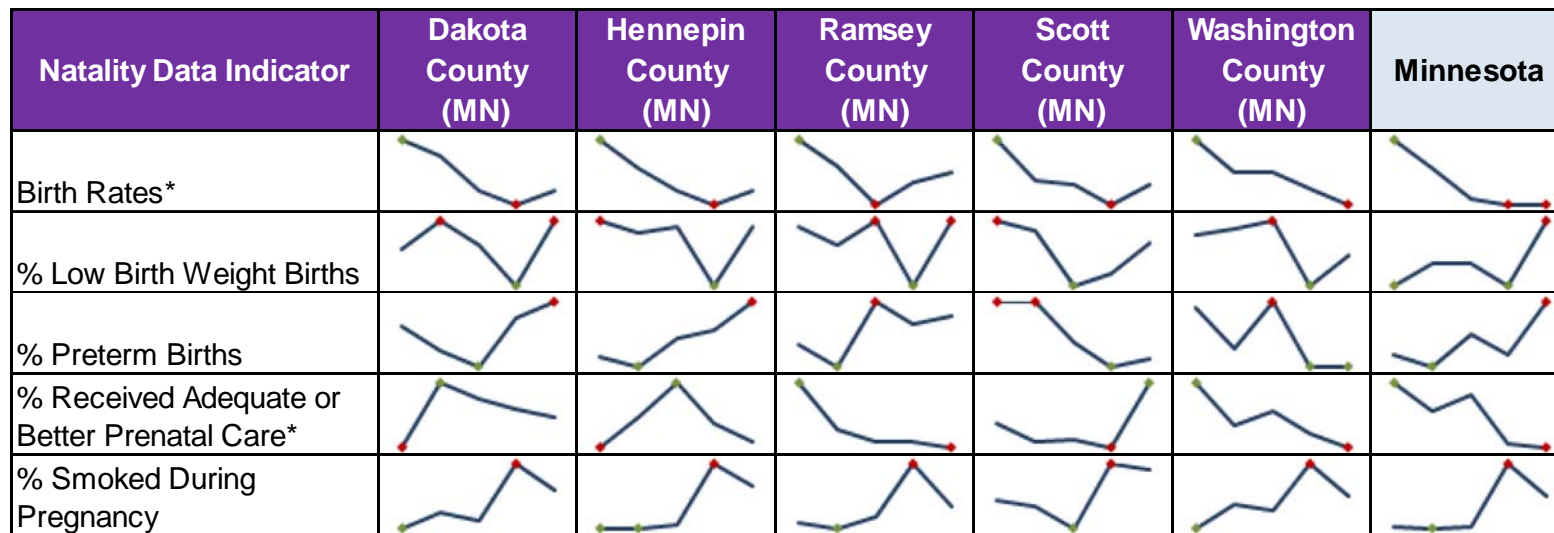 Natality Data Indicator
Dakota
County
(MN)
Hennepin
County
(MN)
Ramsey
County
(MN)
Scott
County
(MN)
Washington
County
(MN)
Minnesota
Birth Rates*
% Low Birth Weight Births
% Preterm Births
% Received Adequate or
Better Prenatal Care*
% Smoked During
Pregnancy